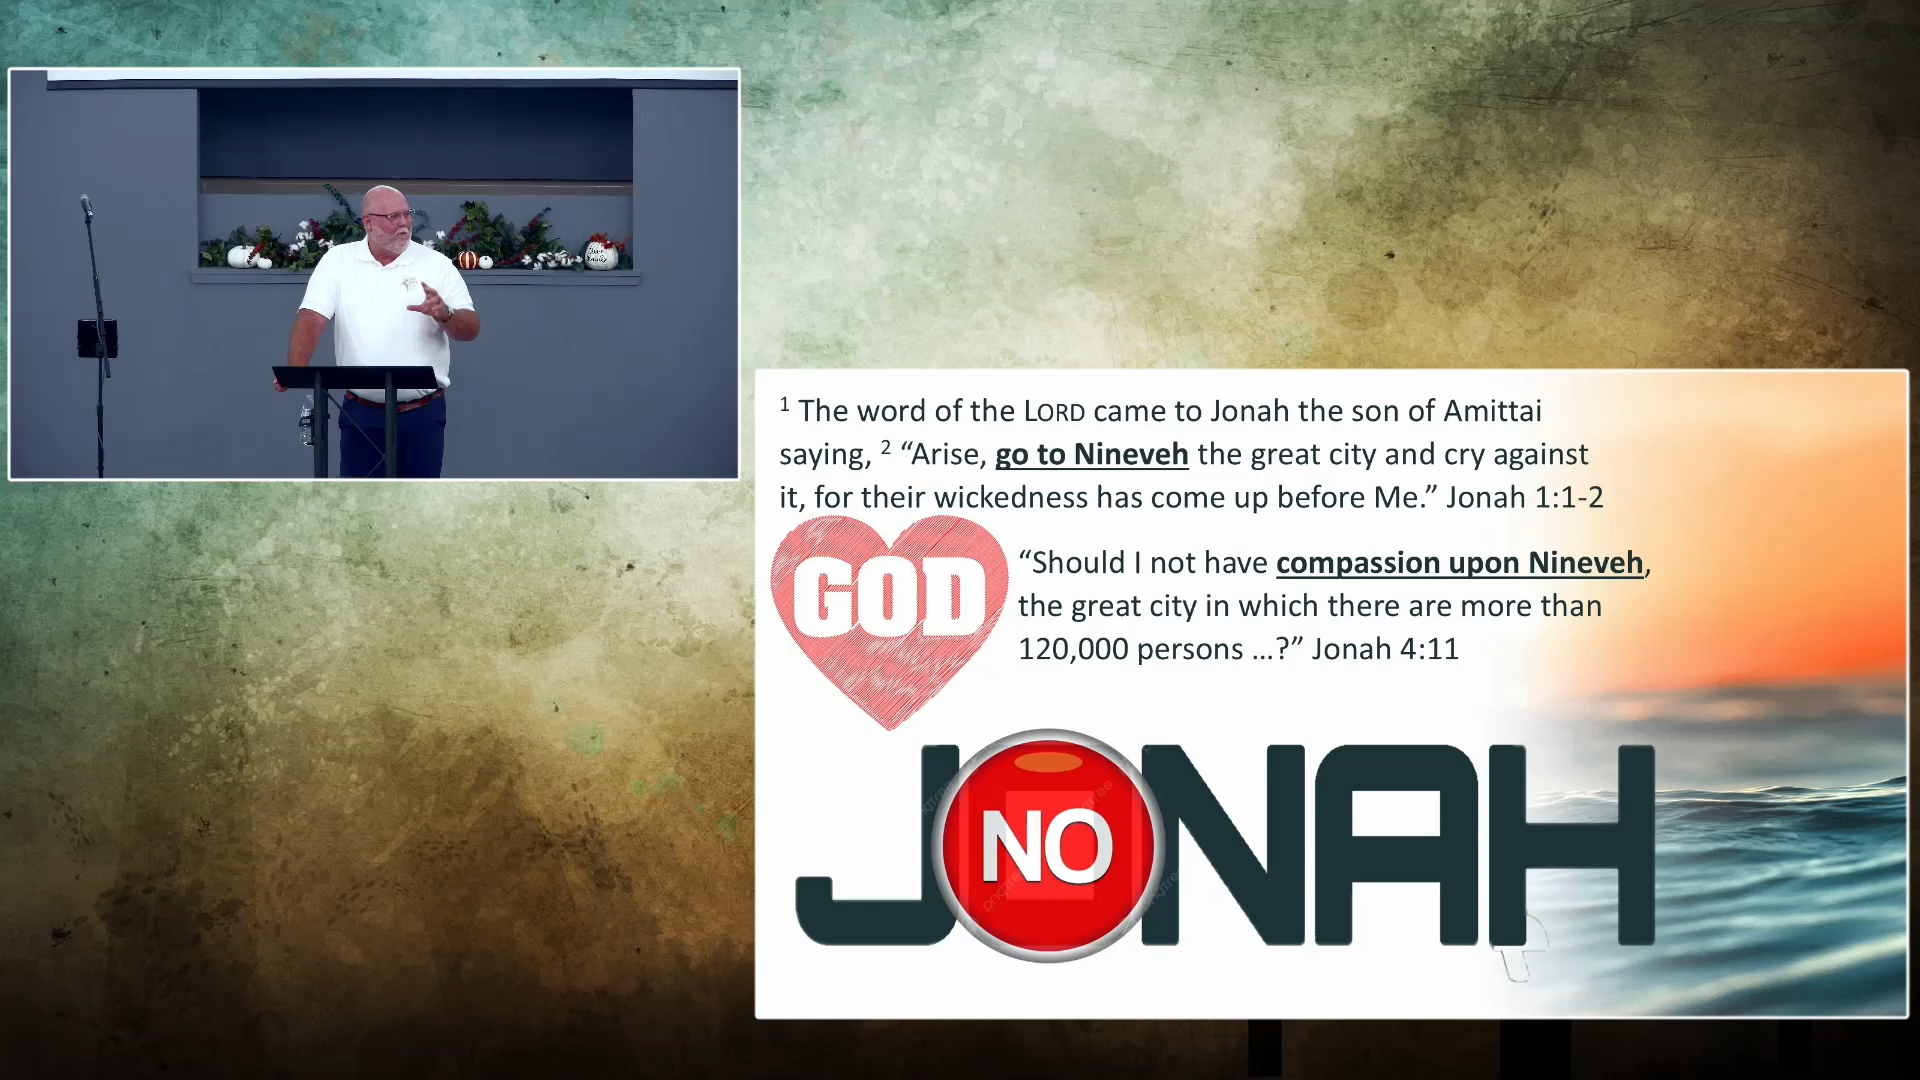 ¹ The word of the LORD came to Jonah the son of Amittai
saying, ² “Arise, go to Nineveh the great city and cry against
it, for their wickedness has come up before Me.” Jonah 1:1-2
GOD
“Should I not have compassion upon Nineveh,
the great city in which there are more than
120,000 persons ...?” Jonah 4:11
JONAH
NO